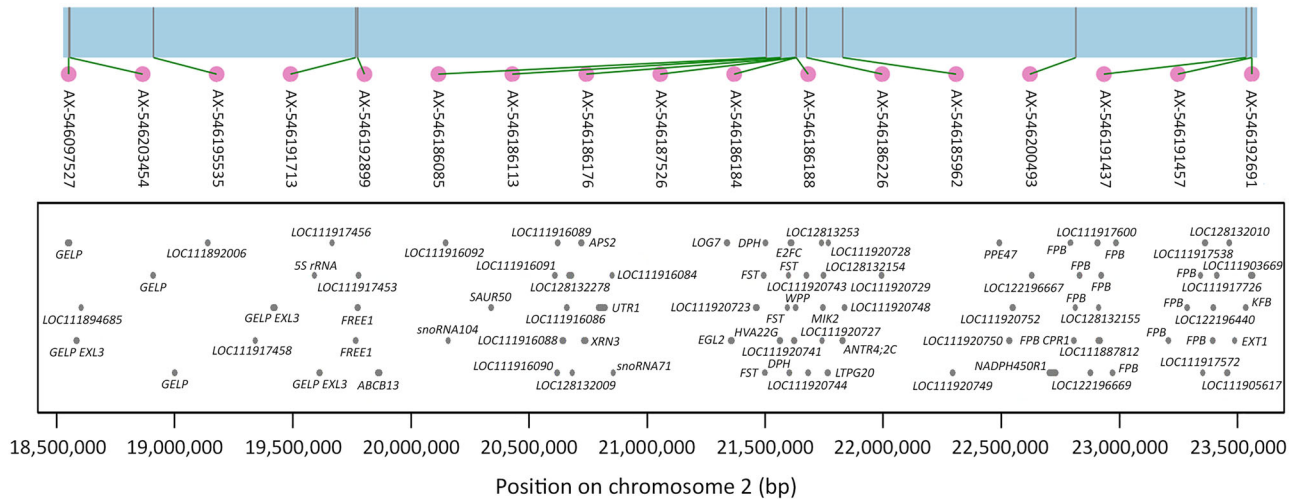 AX-546097527
AX-546203454
AX-546195535
AX-546191713
AX-546192899
AX-546186085
AX-546186113
AX-546186176
AX-546187526
AX-546186184
AX-546186188
AX-546186226
AX-546185962
AX-546200493
AX-546191437
AX-546191457
AX-546192691
LOC111917456 LOC111916089 LOC12813253 LOC111917600 LOC128132010
GELP LOC111892006 LOC111916092 APS2 LOG7 DPH E2FC LOC111920728 PPE47 FPB FPB LOC111917538
5S rRNA LOC111916091 FST LOC128132154 FPB LOC111903669
GELP LOC111917453 LOC128132278 LOC111916084 FST LOC111920743 LOC111920729 LOC122196667 FPB FPB LOC111917726
SAUR50 WPP FPB
LOC111894685 GELP EXL3 FREE1 LOC111916086 UTR1 LOC111920723 FST MIK2 LOC111920748 LOC111920752 LOC128132155 FPB LOC122196440 KFB
snoRNA104 HVA22G LOC111920727 FPB
GELP EXL3 LOC111917458 FREE1 LOC111916088 XRN3 EGL2 LOC111920741 ANTR4;2C LOC111920750 FPB CPR1 LOC111887812 FPB EXT1
LOC111916090 snoRNA71 DPH NADPH450R1 FPB LOC111917572
GELP GELP EXL3 ABCB13 LOC128132009 FST LOC111920744 LTPG20 LOC111920749 LOC122196669 LOC111905617
18,500,000 19,000,000 19,500,000 20,000,000 20,500,000 21,000,000 21,500,000 22,000,000 22,500,000 23,000,000 23,500,000
Position on chromosome 2 (bp)